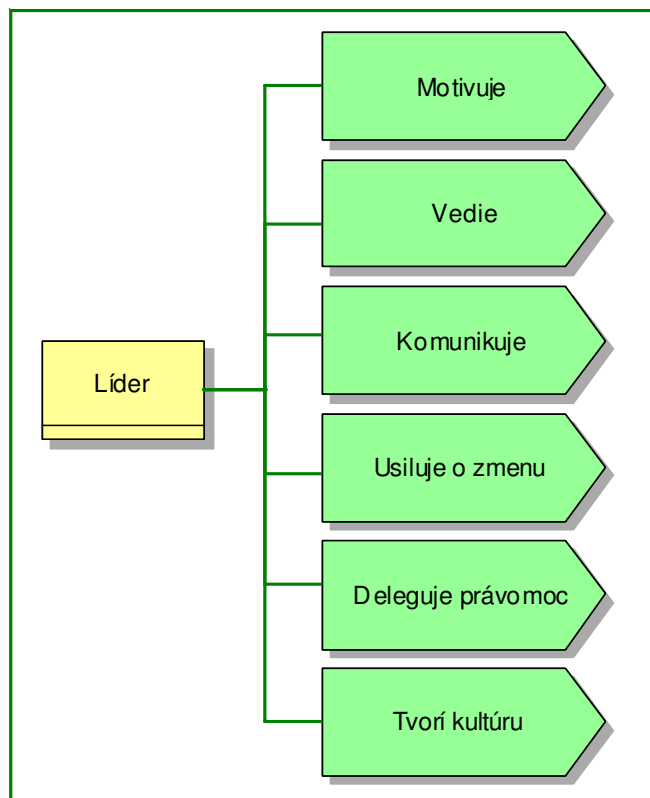 Motivuje
Vedie
Komunikuje
Líder
Usiluje o zmenu
Deleguje právomoc
Tvorí kultúru